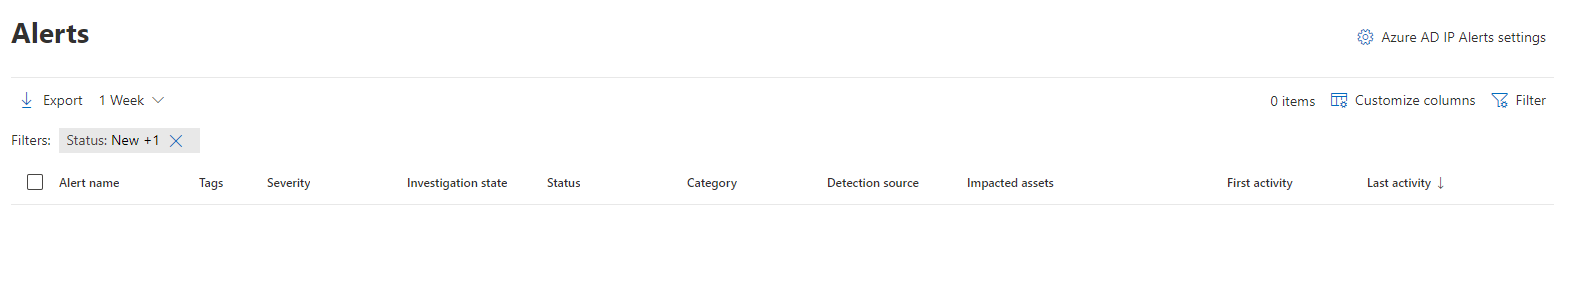 Alerts
Azure AD IP Alerts settings
Export 1 Week 0 items Customize columns Filter
Filters: Status: New +1
Alert name Tags Severity Investigation state Status Category Detection source Impacted assets First activity Last activity